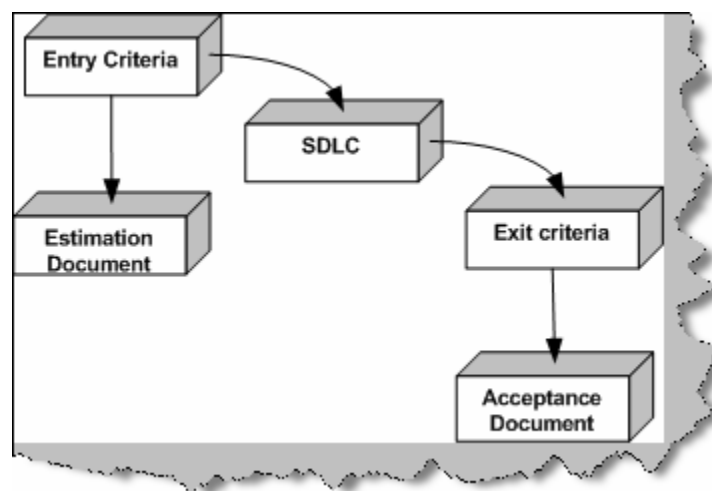 Entry Criteria
SDLC
Estimation
Document
Exit criteria
Acceptance
Document